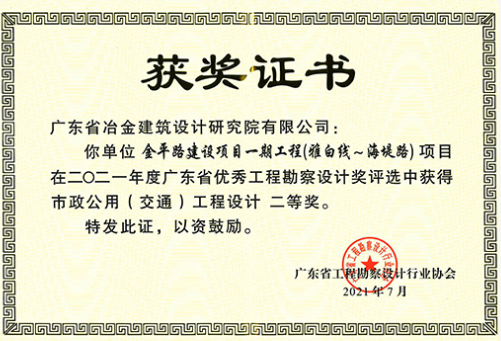 获奖证书
广东省冶金建筑设计研究院有限公司：
你单位 金平路建设项目一期工程(雅白线～海堤路) 项目
在二〇二一年度广东省优秀工程勘察设计奖评选中获得
市政公用（交通）工程设计 二等奖。
特发此证，以资鼓励。
广东省工程勘察设计行业协会
2021年7月